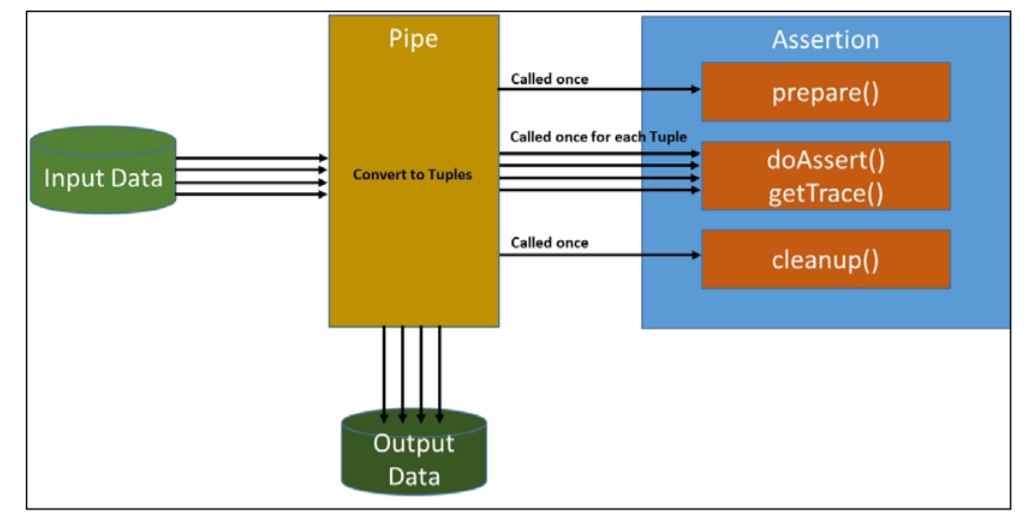 Pipe
Assertion
Called once
prepare()
Called once for each Tuple
Input Data
Convert to Tuples
doAssert()
getTrace()
Called once
cleanup()
Output
Data